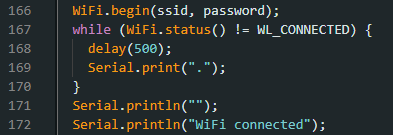 166 WiFi.begin(ssid, password);
167 while (WiFi.status() != WL_CONNECTED) {
168 delay(500);
169 Serial.print(".");
170 }
171 Serial.println("");
172 Serial.println("WiFi connected");